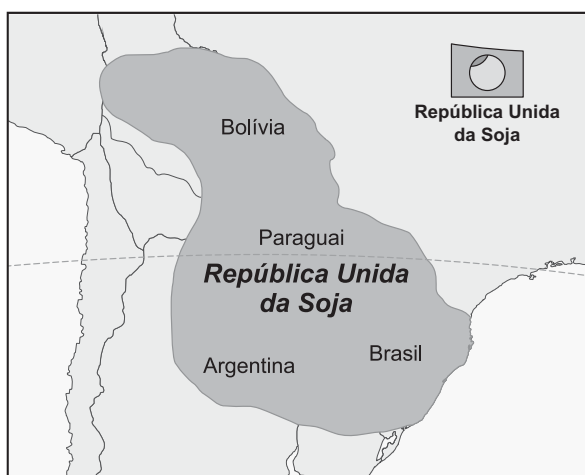 República Unida
da Soja
Bolívia
Paraguai
República Unida
da Soja
Argentina
Brasil